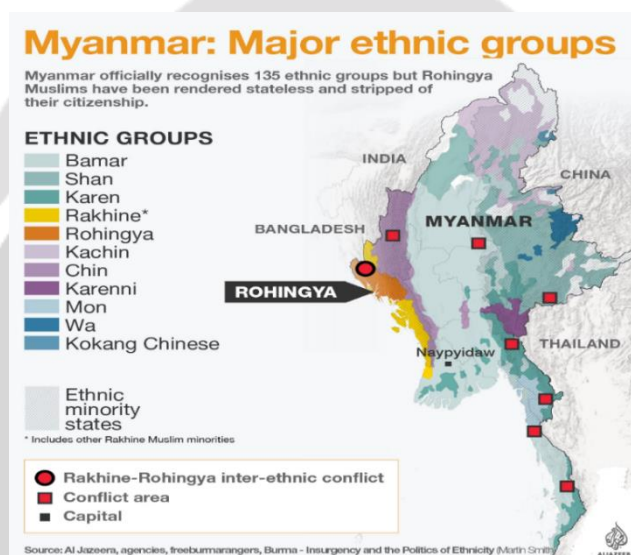 Myanmar: Major ethnic groups
Myanmar officially recognises 135 ethnic groups but Rohingya
Muslims have been rendered stateless and stripped of
their citizenship.
ETHNIC GROUPS
Bamar
Shan
Karen
Rakhine*
Rohingya
Kachin
Chin
Karenni
Mon
Wa
Kokang Chinese
Ethnic
minority
states
* Includes other Rakhine Muslim minorities
INDIA
CHINA
BANGLADESH
MYANMAR
ROHINGYA
THAILAND
Naypyidaw
Rakhine-Rohingya inter-ethnic conflict
Conflict area
Capital
Source: Al Jazeera, agencies, freeburmarangers, Burma - Insurgency and the Politics of Ethnicity (Martin Smith)
ALJAZEERA